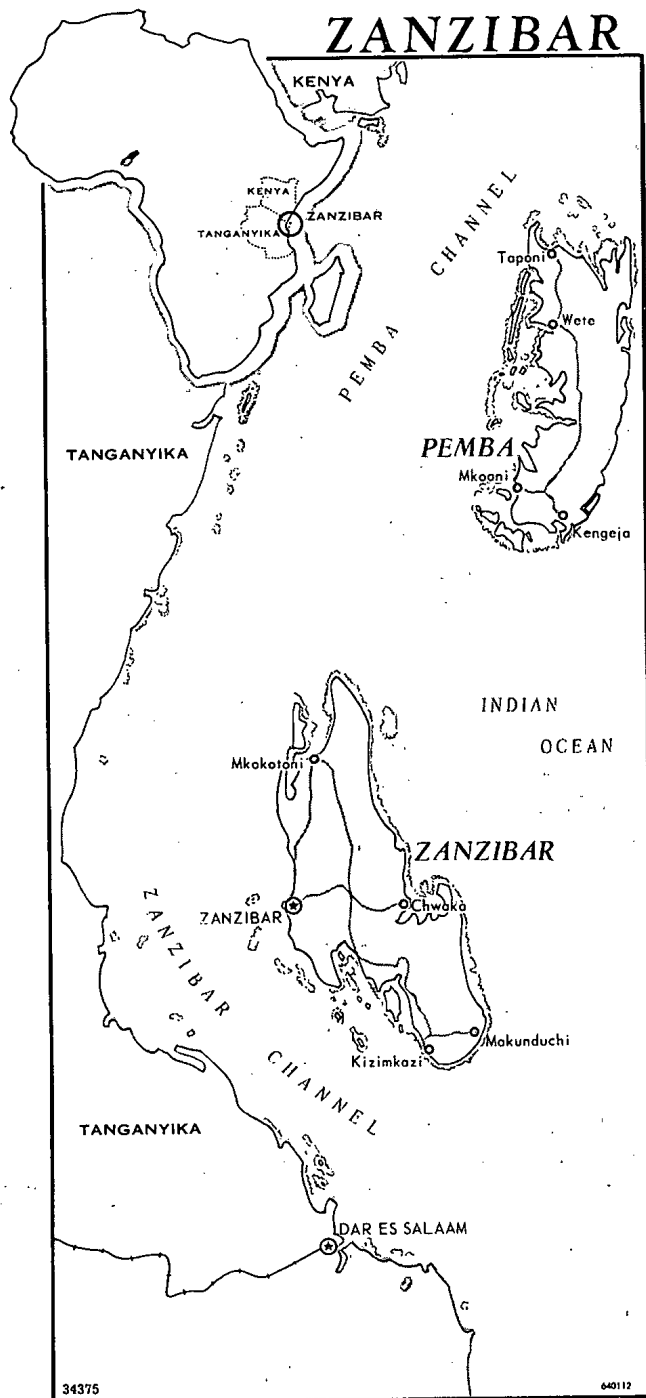 ZANZIBAR
KENYA
KENYA
TANGANYIKA
ZANZIBAR
PEMBA CHANNEL
Taponi
Wete
TANGANYIKA
PEMBA
Mkoani
Kengeja
INDIAN
OCEAN
Mkokotoni
ZANZIBAR
ZANZIBAR
Chwaka
ZANZIBAR CHANNEL
Makunduchi
Kizimkazi
TANGANYIKA
DAR ES SALAAM
34375
640112